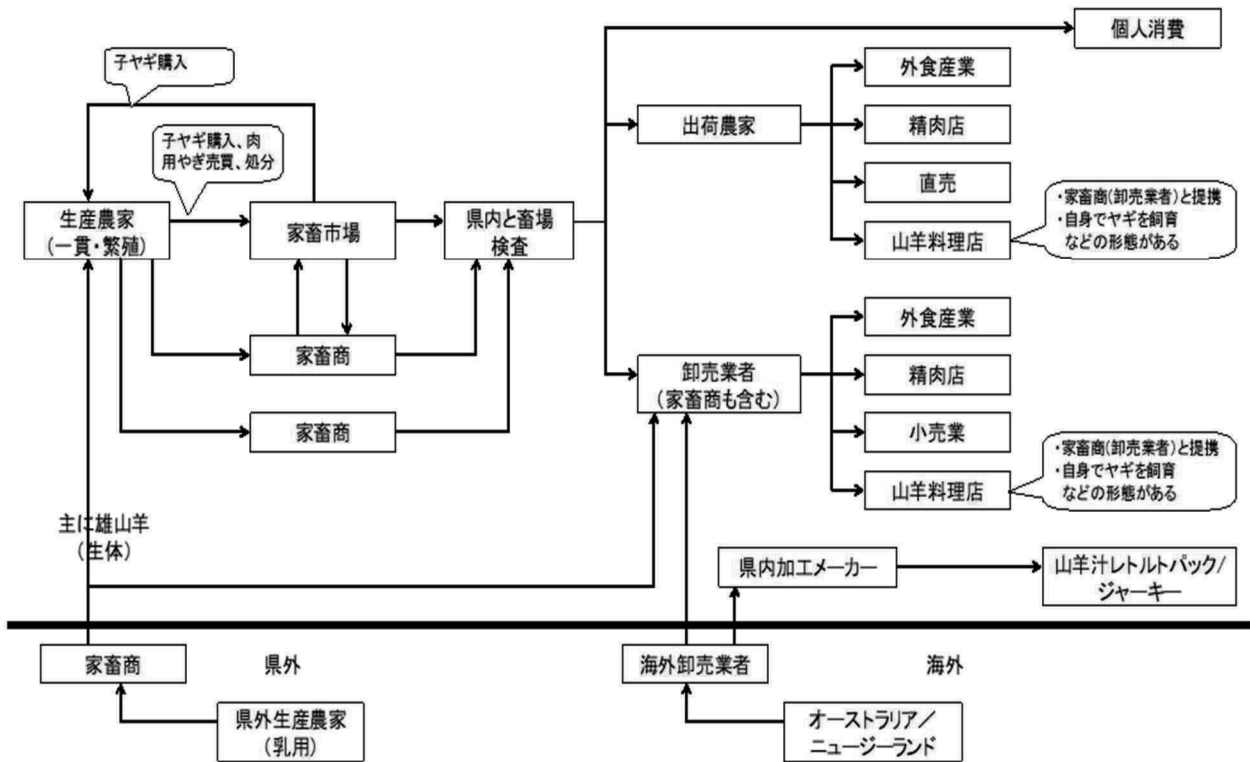 個人消費
子ヤギ購入
外食産業
出荷農家
精肉店
子ヤギ購入、肉
用やぎ売買、処分
直売
・家畜商(卸売業者)と提携
・自身でヤギを飼育
などの形態がある
生産農家
(一貫・繁殖)
家畜市場
県内と畜場
検査
山羊料理店
外食産業
家畜商
卸売業者
(家畜商も含む)
精肉店
家畜商
小売業
・家畜商(卸売業者)と提携
・自身でヤギを飼育
などの形態がある
山羊料理店
主に雄山羊
(生体)
県内加工メーカー
山羊汁レトルトパック/
ジャーキー
家畜商
県外
海外卸売業者
海外
県外生産農家
(乳用)
オーストラリア/
ニュージーランド